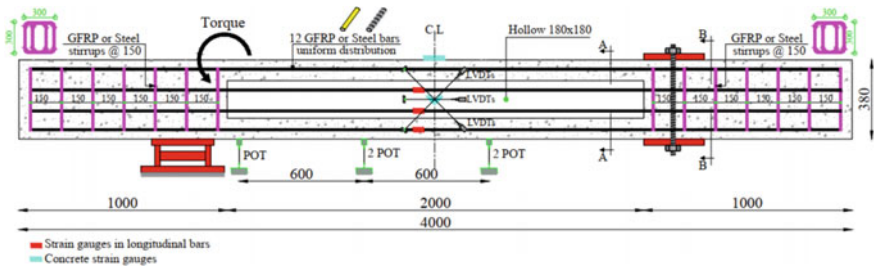 300
Torque
C.L
300
300
GFRP or Steel
stirrups @ 150
12 GFRP or Steel bars
uniform distribution
Hollow 180x180
A
B
GFRP or Steel
stirrups @ 150
300
LVDTs
LVDTs
LVDTs
150 150 150 150 150 150
150 150 150 150 150 150
380
A
B
POT
2 POT
2 POT
600
600
1000
2000
1000
4000
Strain gauges in longitudinal bars
Concrete strain gauges